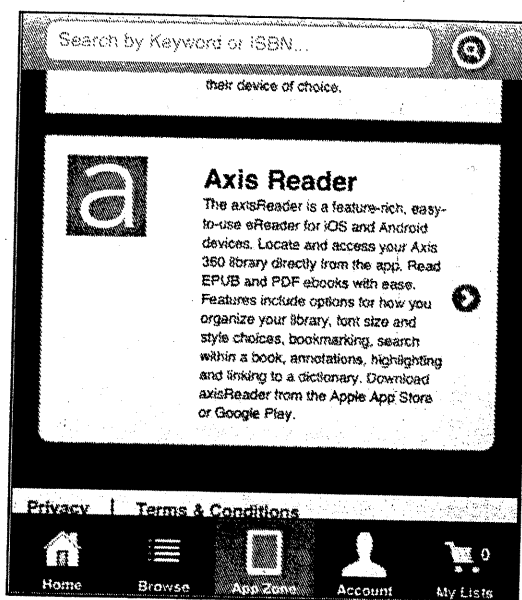 Search by Keyword or ISBN...
their device of choice.
a
Axis Reader
The axisReader is a feature-rich, easy-
to-use eReader for iOS and Android
devices. Locate and access your Axis
360 library directly from the app. Read
EPUB and PDF ebooks with ease.
Features include options for how you
organize your library, font size and
style choices, bookmarking, search
within a book, annotations, highlighting
and linking to a dictionary. Download
axisReader from the Apple App Store
or Google Play.
Privacy | Terms & Conditions
0
Home Browse App Zone Account My Lists